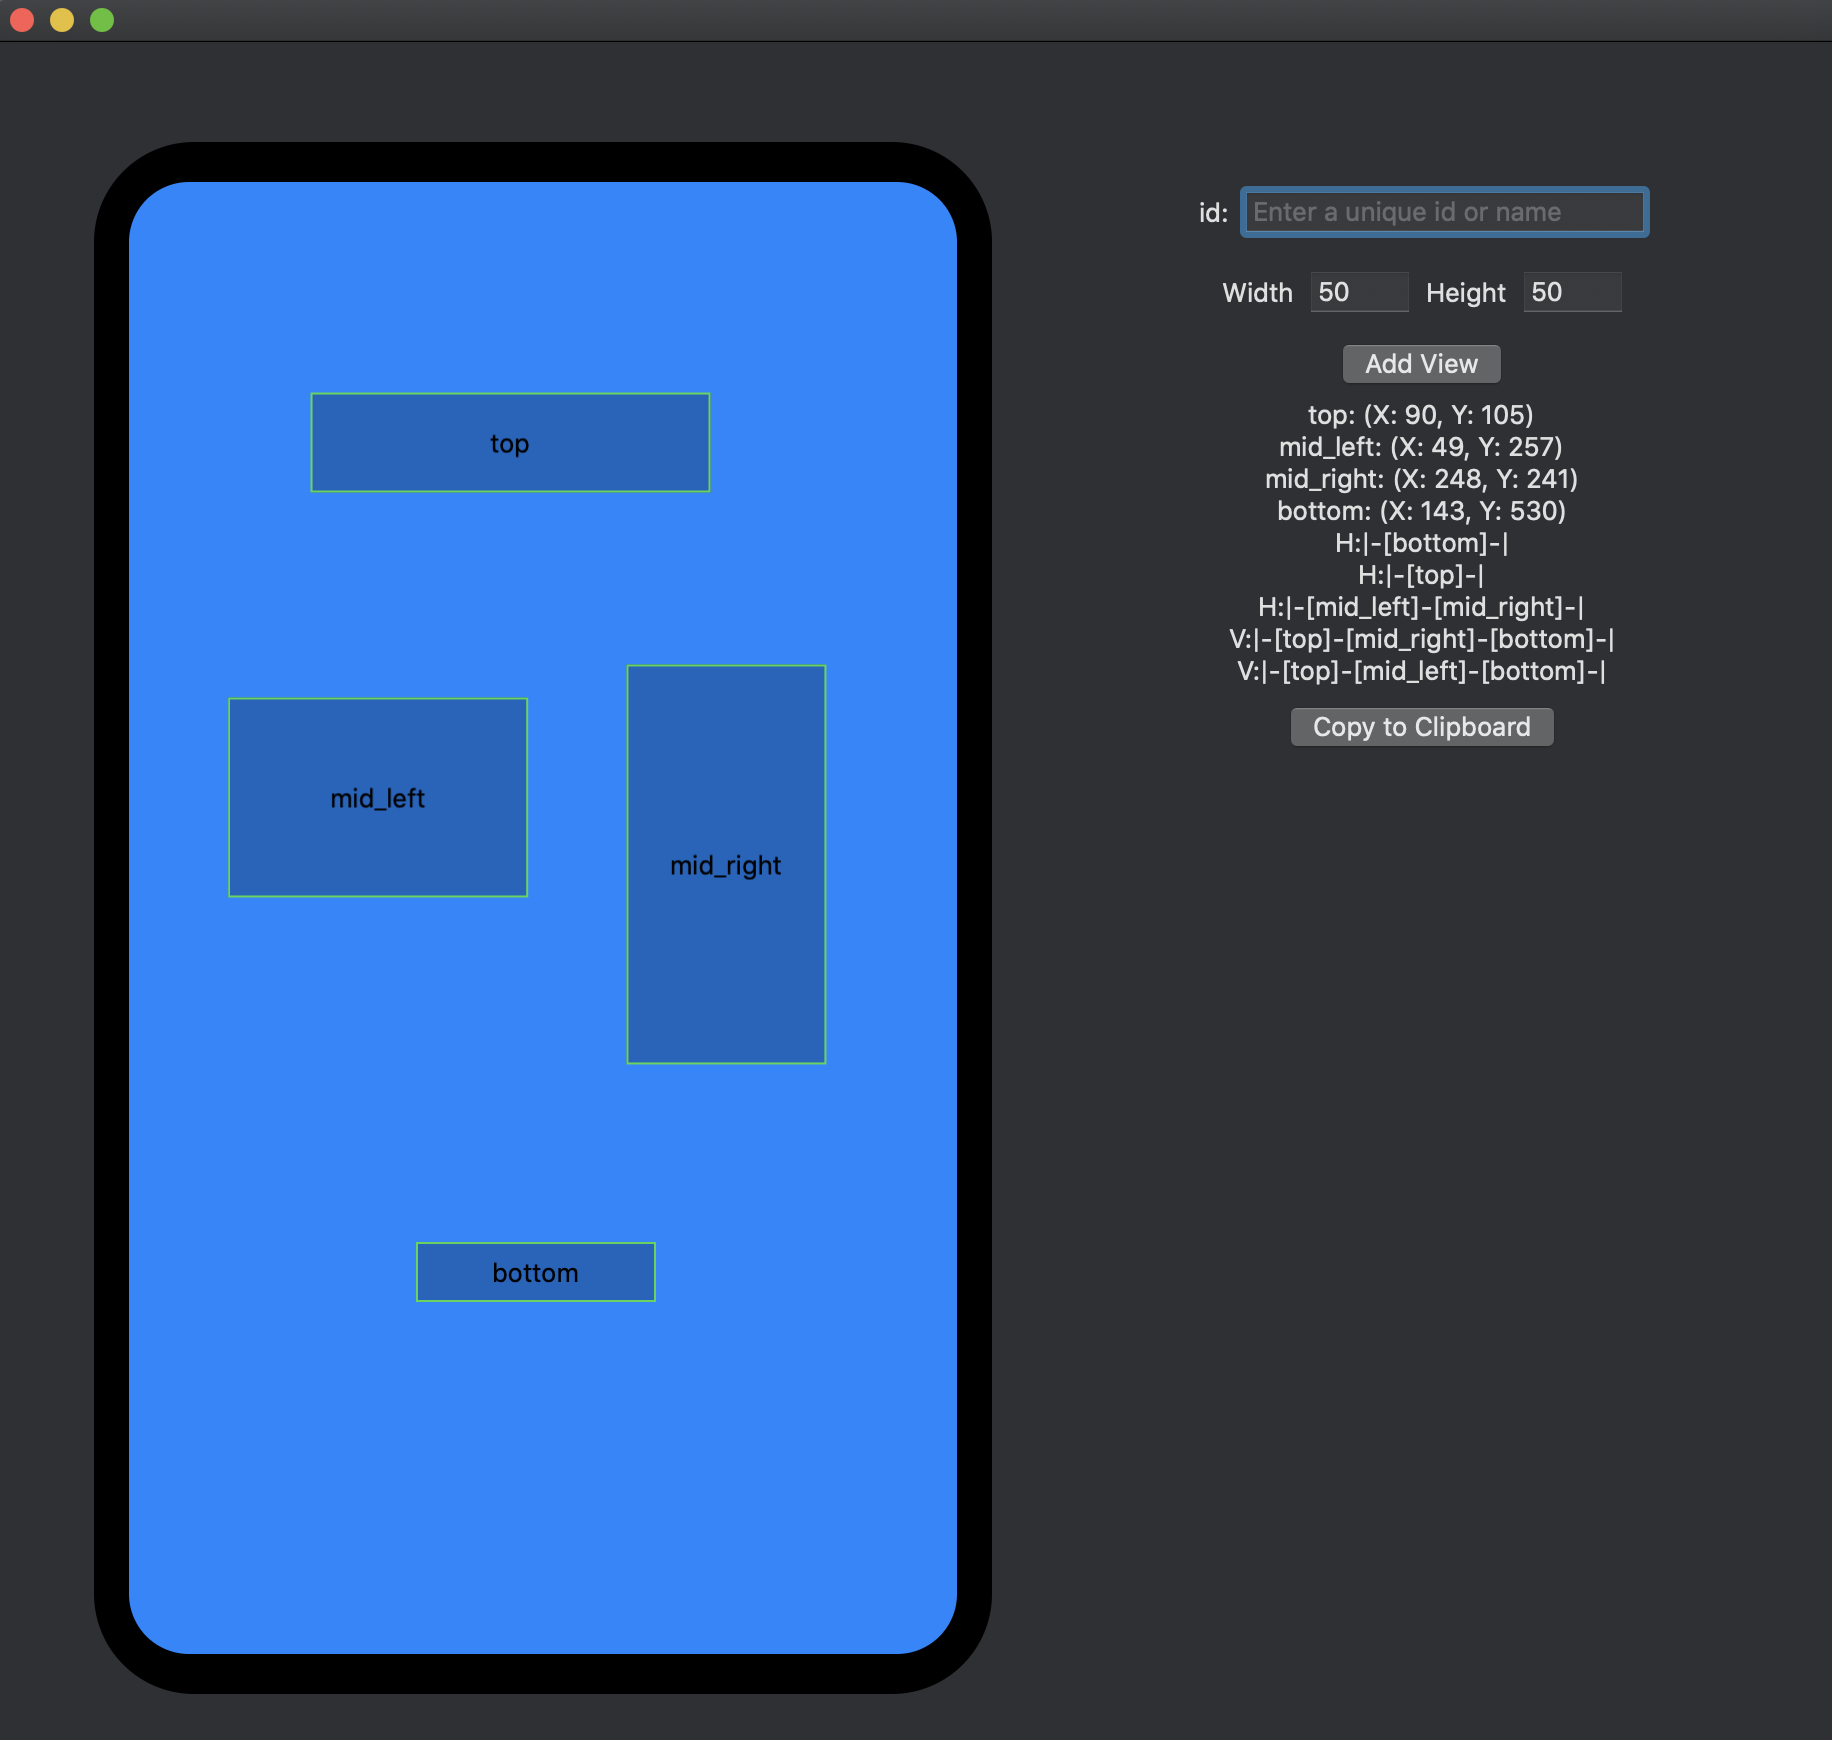 top
mid_left
mid_right
bottom
id: Enter a unique id or name
Width 50 Height 50
Add View
top: (X: 90, Y: 105)
mid_left: (X: 49, Y: 257)
mid_right: (X: 248, Y: 241)
bottom: (X: 143, Y: 530)
H:|-[bottom]-|
H:|-[top]-|
H:|-[mid_left]-[mid_right]-|
V:|-[top]-[mid_right]-[bottom]-|
V:|-[top]-[mid_left]-[bottom]-|
Copy to Clipboard